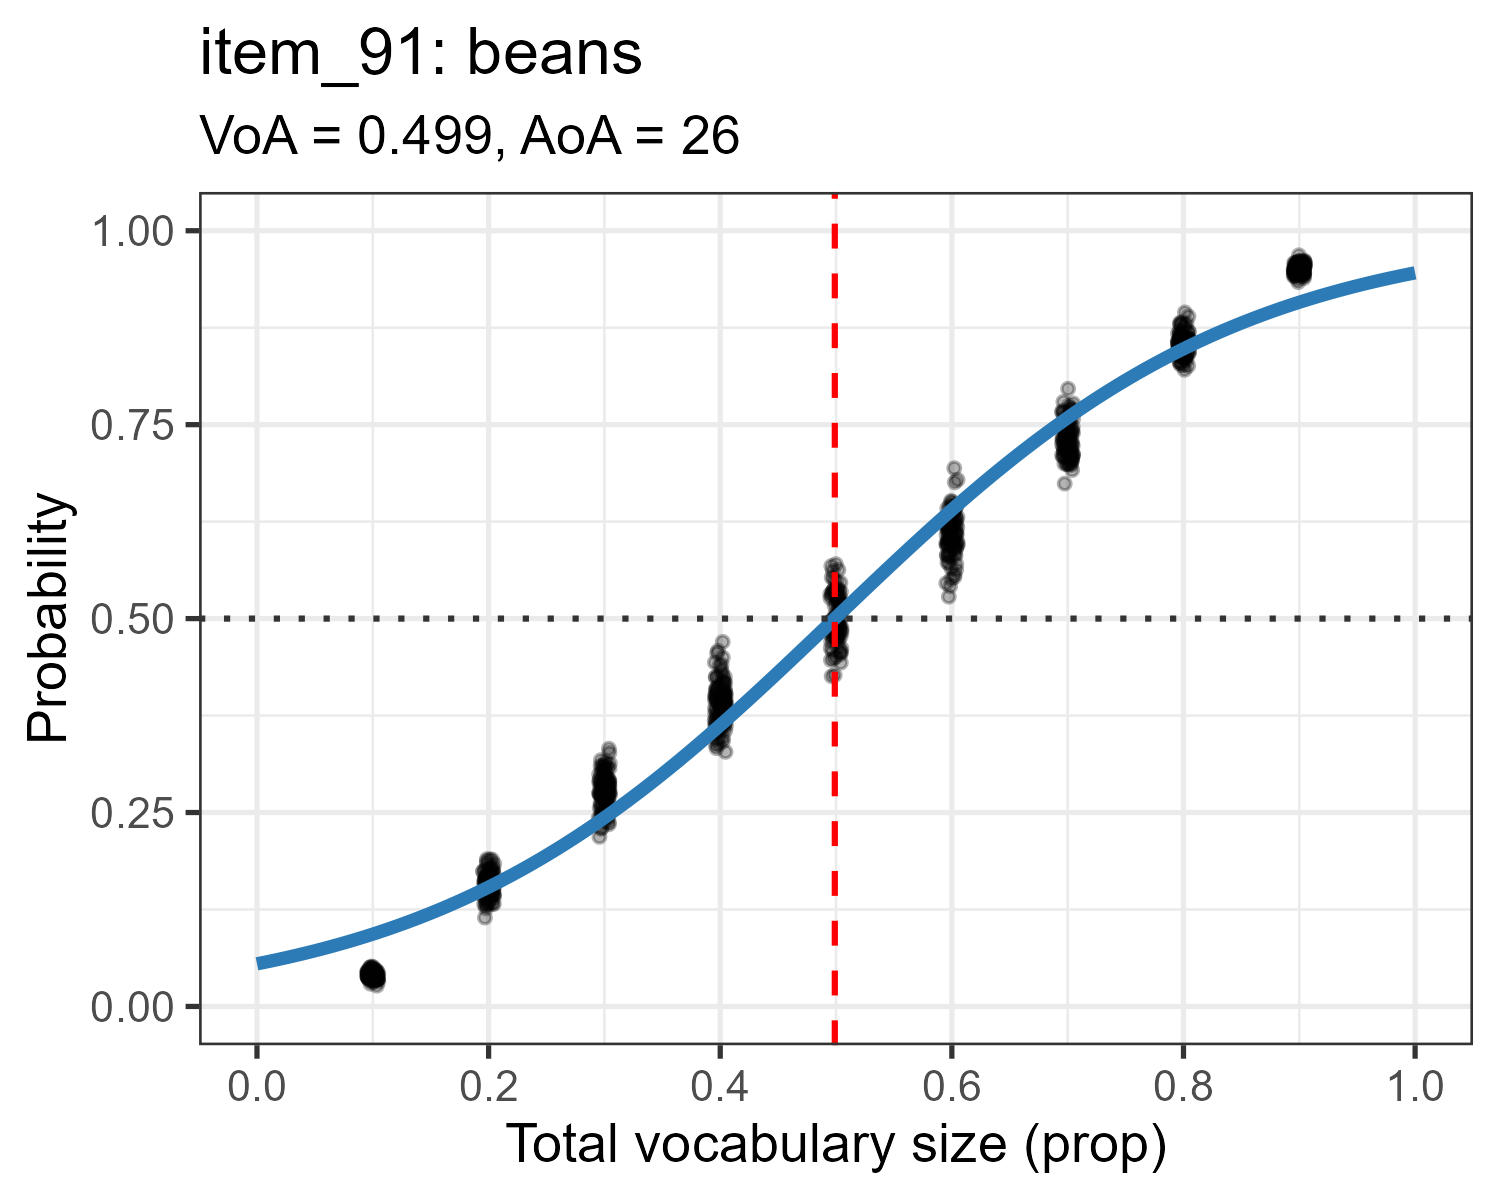 item_91: beans
VoA = 0.499, AoA = 26
1.00
0.75
0.50
0.25
0.00
Probability
0.0 0.2 0.4 0.6 0.8 1.0
Total vocabulary size (prop)